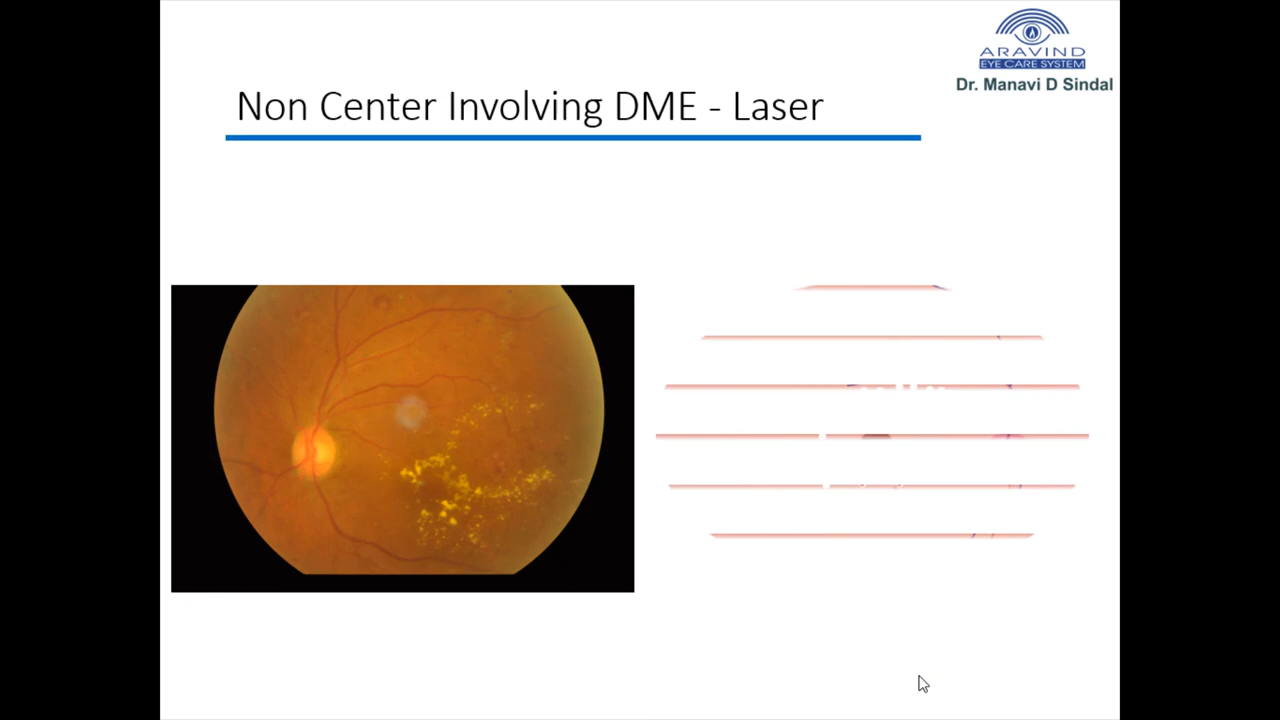 ARAVIND
EYE CARE SYSTEM
Dr. Manavi D Sindal
Non Center Involving DME - Laser